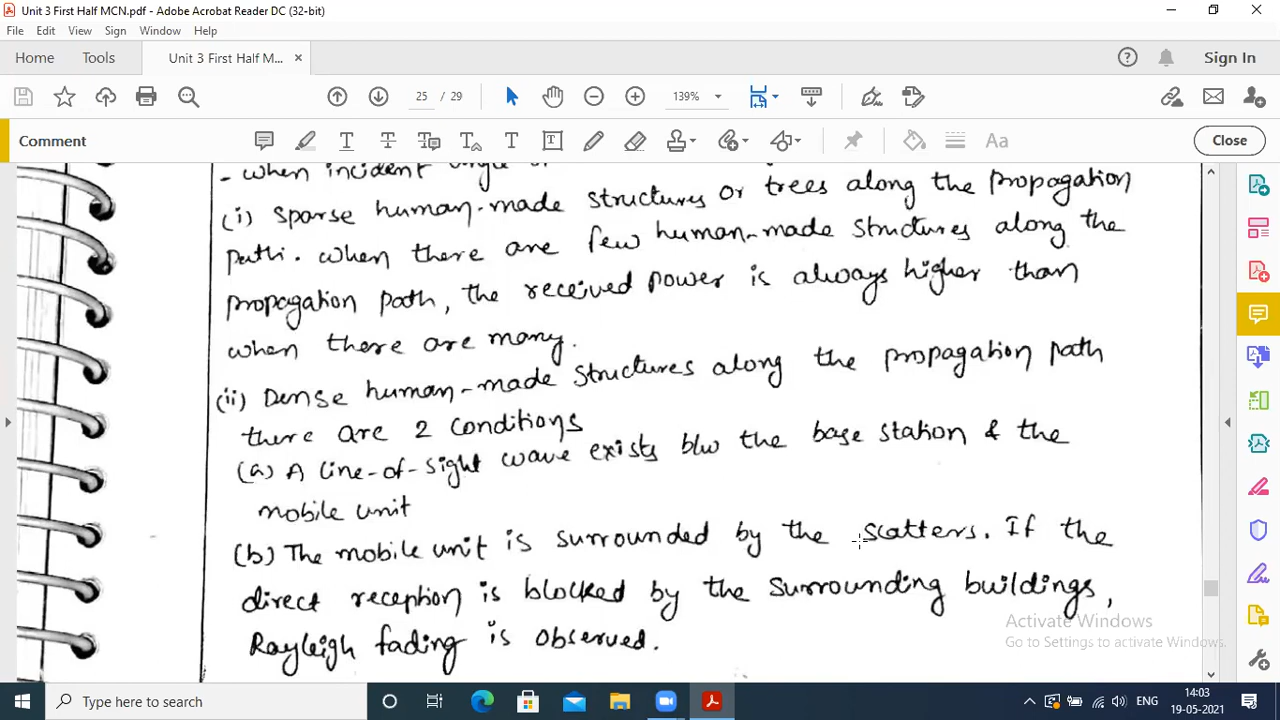 Unit 3 First Half MCN.pdf - Adobe Acrobat Reader DC (32-bit)
File Edit View Sign Window Help
Home Tools Unit 3 First Half M... × Sign In
25 / 29 139%
Comment Close
- when incident angle
(i) sparse human-made structures or trees along the propagation
path. when there are few human-made structures along the
propagation path, the received power is always higher than
when there are many.
(ii) Dense human-made structures along the propagation path
there are 2 conditions
(a) A line-of-sight wave exists b/w the base station & the
mobile unit
(b) The mobile unit is surrounded by the scatters. If the
direct reception is blocked by the surrounding buildings,
Rayleigh fading is observed.
Activate Windows
Go to Settings to activate Windows.
Type here to search
ENG 14:03
19-05-2021